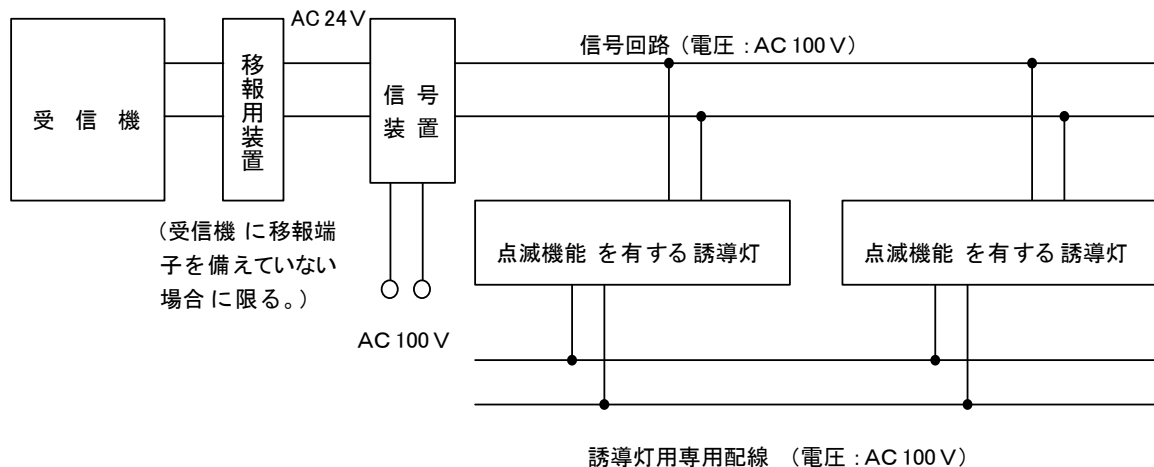 受信機
移報用装置
AC 24V
信号
装置
信号回路（電圧：AC 100 V）
（受信機に移報端
子を備えていない
場合に限る。）
AC 100 V
点滅機能を有する誘導灯
点滅機能を有する誘導灯
誘導灯用専用配線　（電圧：AC 100 V）